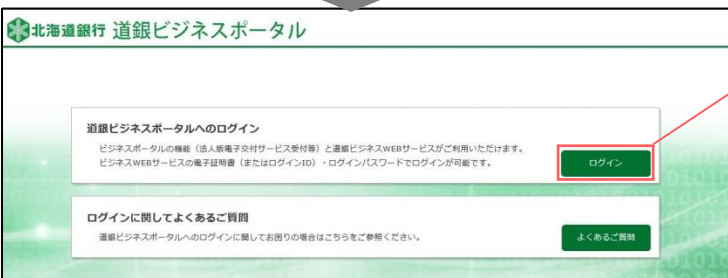 北海道銀行 道銀ビジネスポータル
道銀ビジネスポータルへのログイン
ビジネスポータルの機能（法人版電子交付サービス受付等）と道銀ビジネスWEBサービスがご利用いただけます。
ビジネスWEBサービスの電子証明書（またはログインID）・ログインパスワードでログインが可能です。
ログイン
ログインに関してよくあるご質問
道銀ビジネスポータルへのログインに関してお困りの場合はこちらをご参照ください。
よくあるご質問